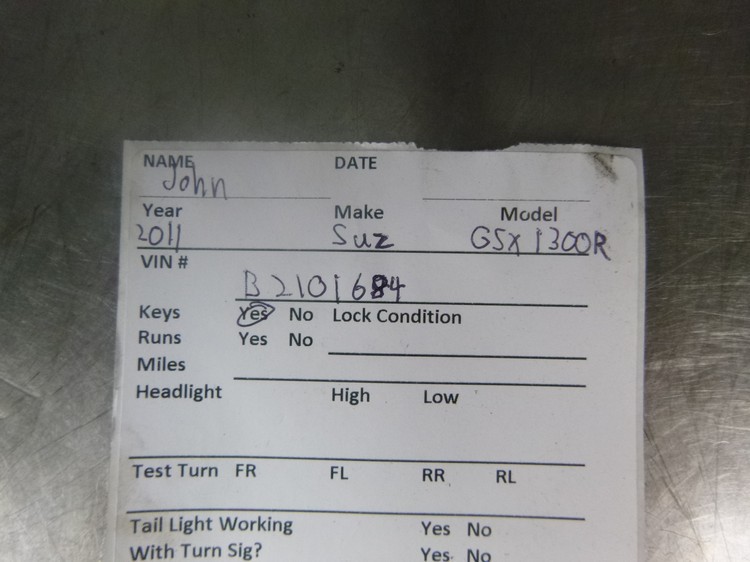 NAME DATE
John
Year Make Model
2011 Suz GSX1300R
VIN #
B2101684
Keys Yes No Lock Condition
Runs Yes No
Miles
Headlight High Low
Test Turn FR FL RR RL
Tail Light Working Yes No
With Turn Sig? Yes No